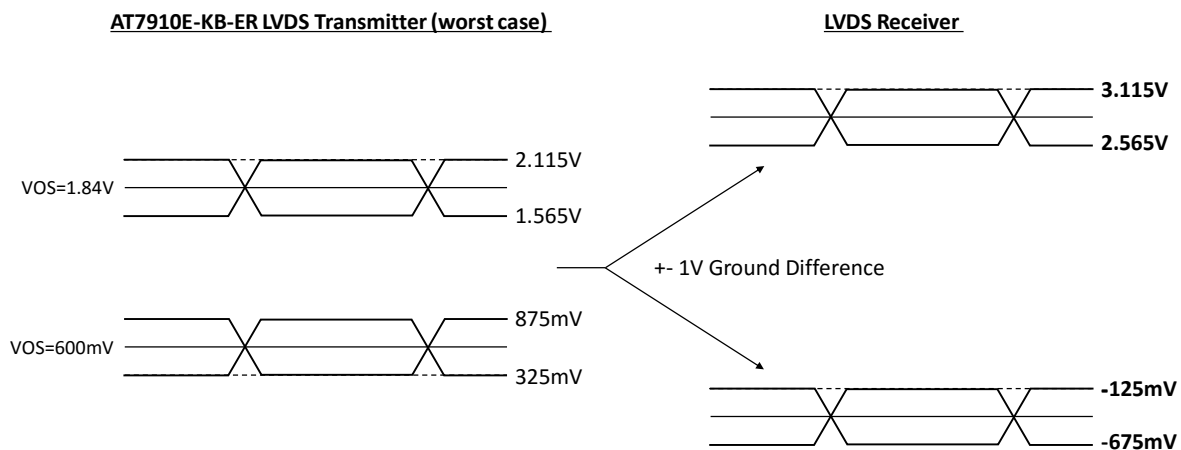 AT7910E-KB-ER LVDS Transmitter (worst case)
LVDS Receiver
3.115V
2.565V
2.115V
VOS=1.84V
1.565V
+- 1V Ground Difference
875mV
VOS=600mV
325mV
-125mV
-675mV